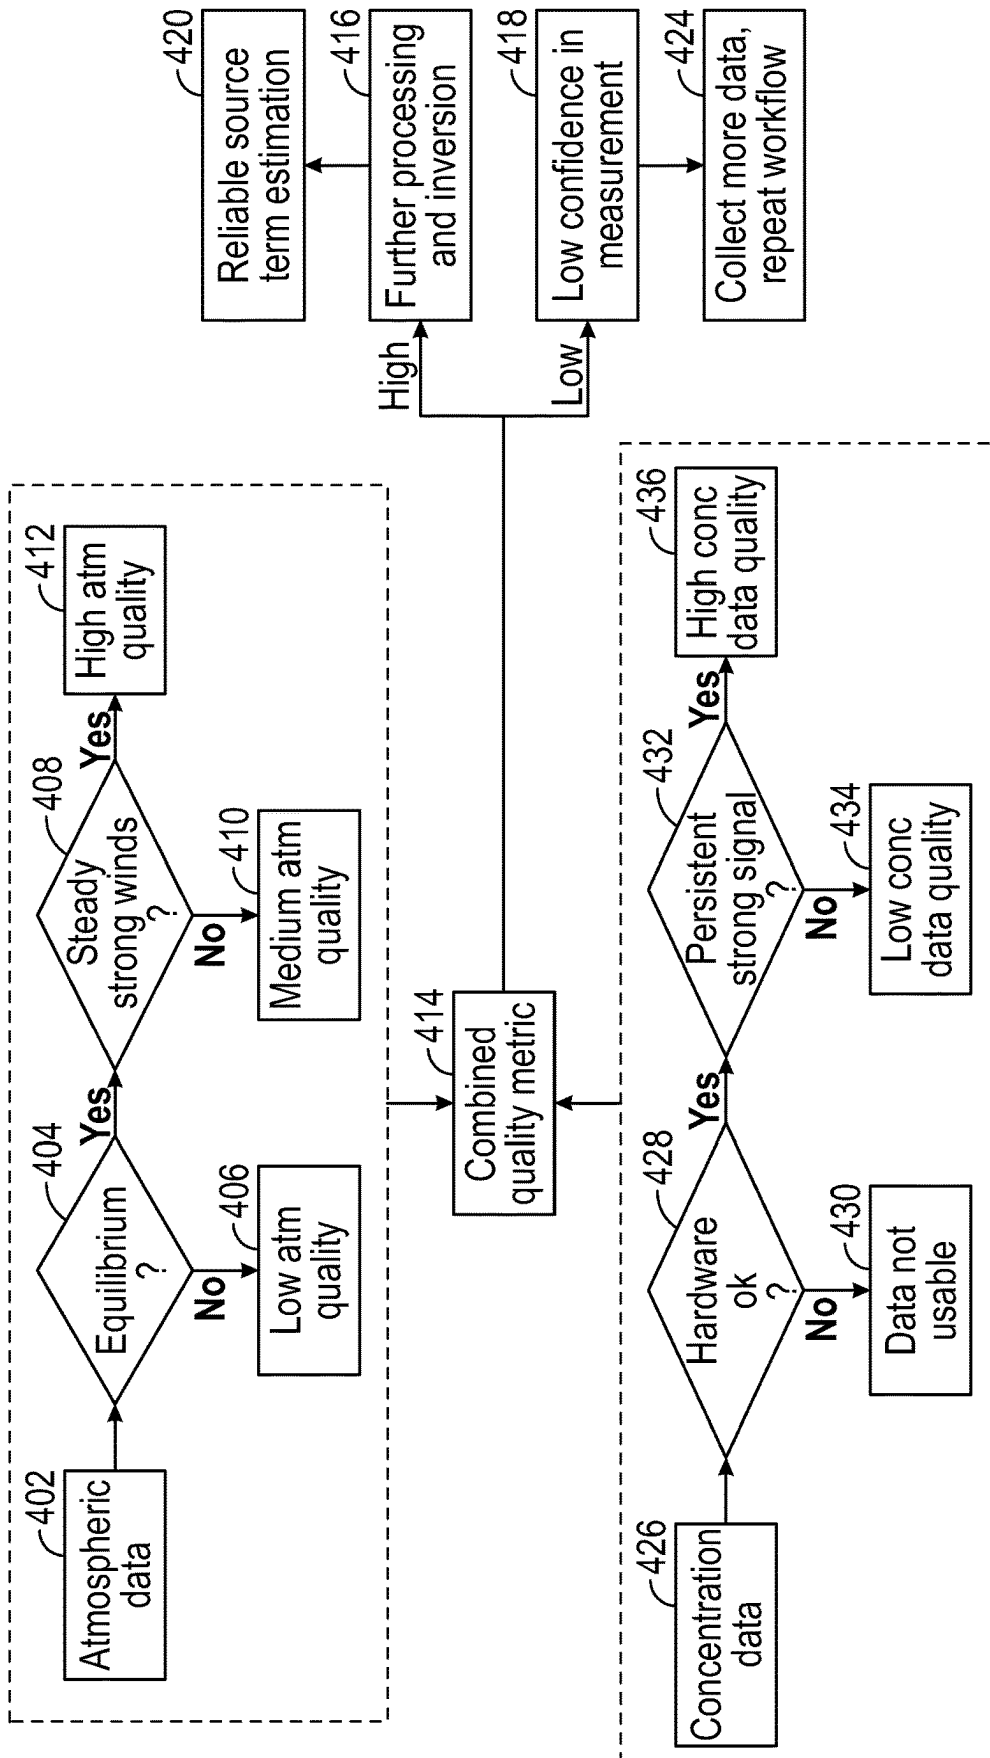 402
Atmospheric
data
404
Equilibrium
?
Yes
No
406
Low atm
quality
408
Steady
strong winds
?
Yes
No
410
Medium atm
quality
412
High atm
quality
414
Combined
quality metric
High
Low
420
Reliable source
term estimation
416
Further processing
and inversion
418
Low confidence in
measurement
424
Collect more data,
repeat workflow
426
Concentration
data
428
Hardware
ok
?
Yes
No
430
Data not
usable
432
Persistent
strong signal
?
Yes
No
434
Low conc
data quality
436
High conc
data quality